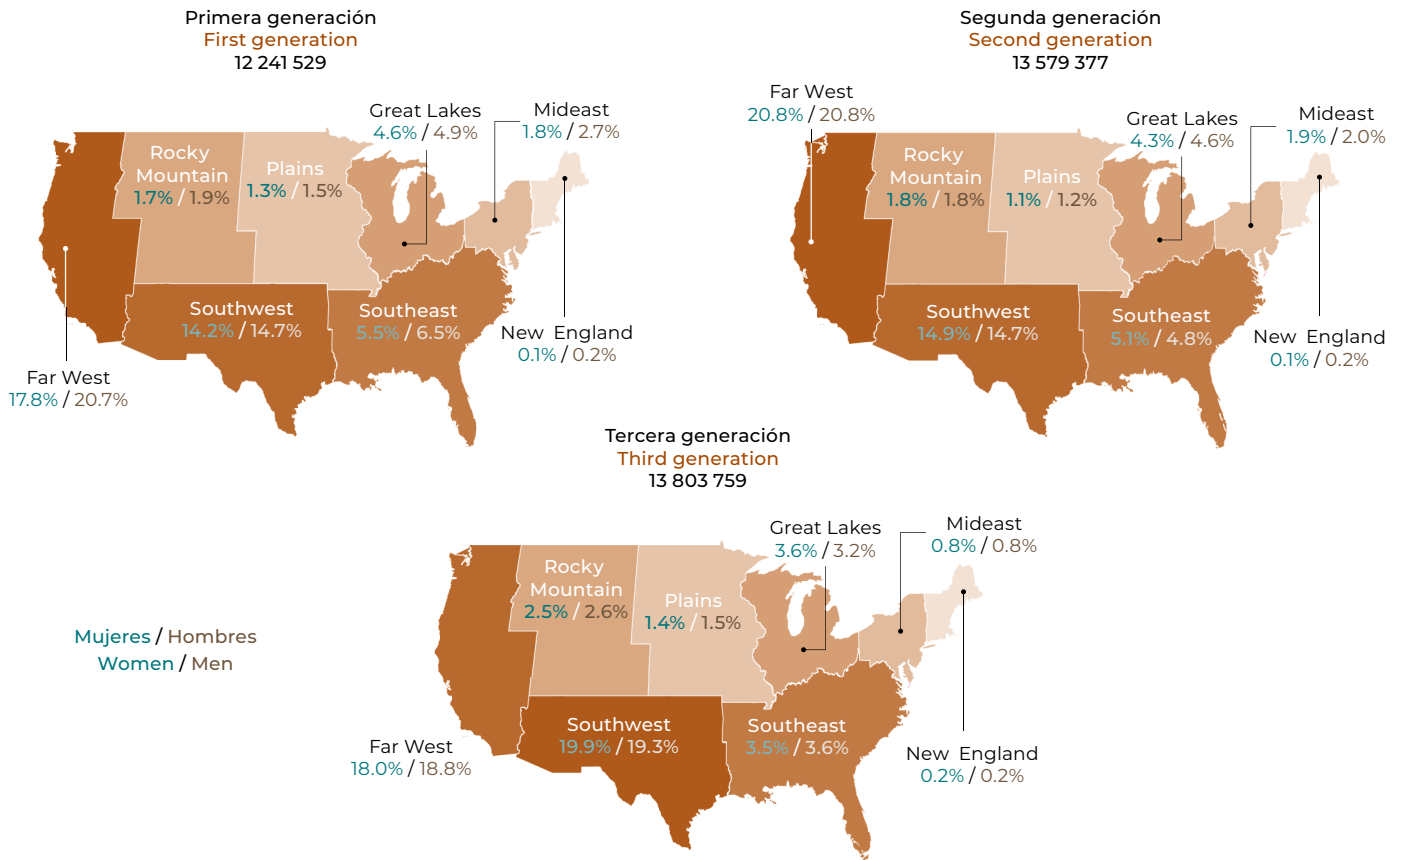 Primera generación
First generation
12 241 529
Great Lakes
4.6% / 4.9%
Mideast
1.8% / 2.7%
Rocky
Mountain
1.7% / 1.9%
Plains
1.3% / 1.5%
Southwest
14.2% / 14.7%
Southeast
5.5% / 6.5%
New England
0.1% / 0.2%
Far West
17.8% / 20.7%
Segunda generación
Second generation
13 579 377
Far West
20.8% / 20.8%
Great Lakes
4.3% / 4.6%
Mideast
1.9% / 2.0%
Rocky
Mountain
1.8% / 1.8%
Plains
1.1% / 1.2%
Southwest
14.9% / 14.7%
Southeast
5.1% / 4.8%
New England
0.1% / 0.2%
Tercera generación
Third generation
13 803 759
Great Lakes
3.6% / 3.2%
Mideast
0.8% / 0.8%
Rocky
Mountain
2.5% / 2.6%
Plains
1.4% / 1.5%
Southwest
19.9% / 19.3%
Southeast
3.5% / 3.6%
Far West
18.0% / 18.8%
New England
0.2% / 0.2%
Mujeres / Hombres
Women / Men